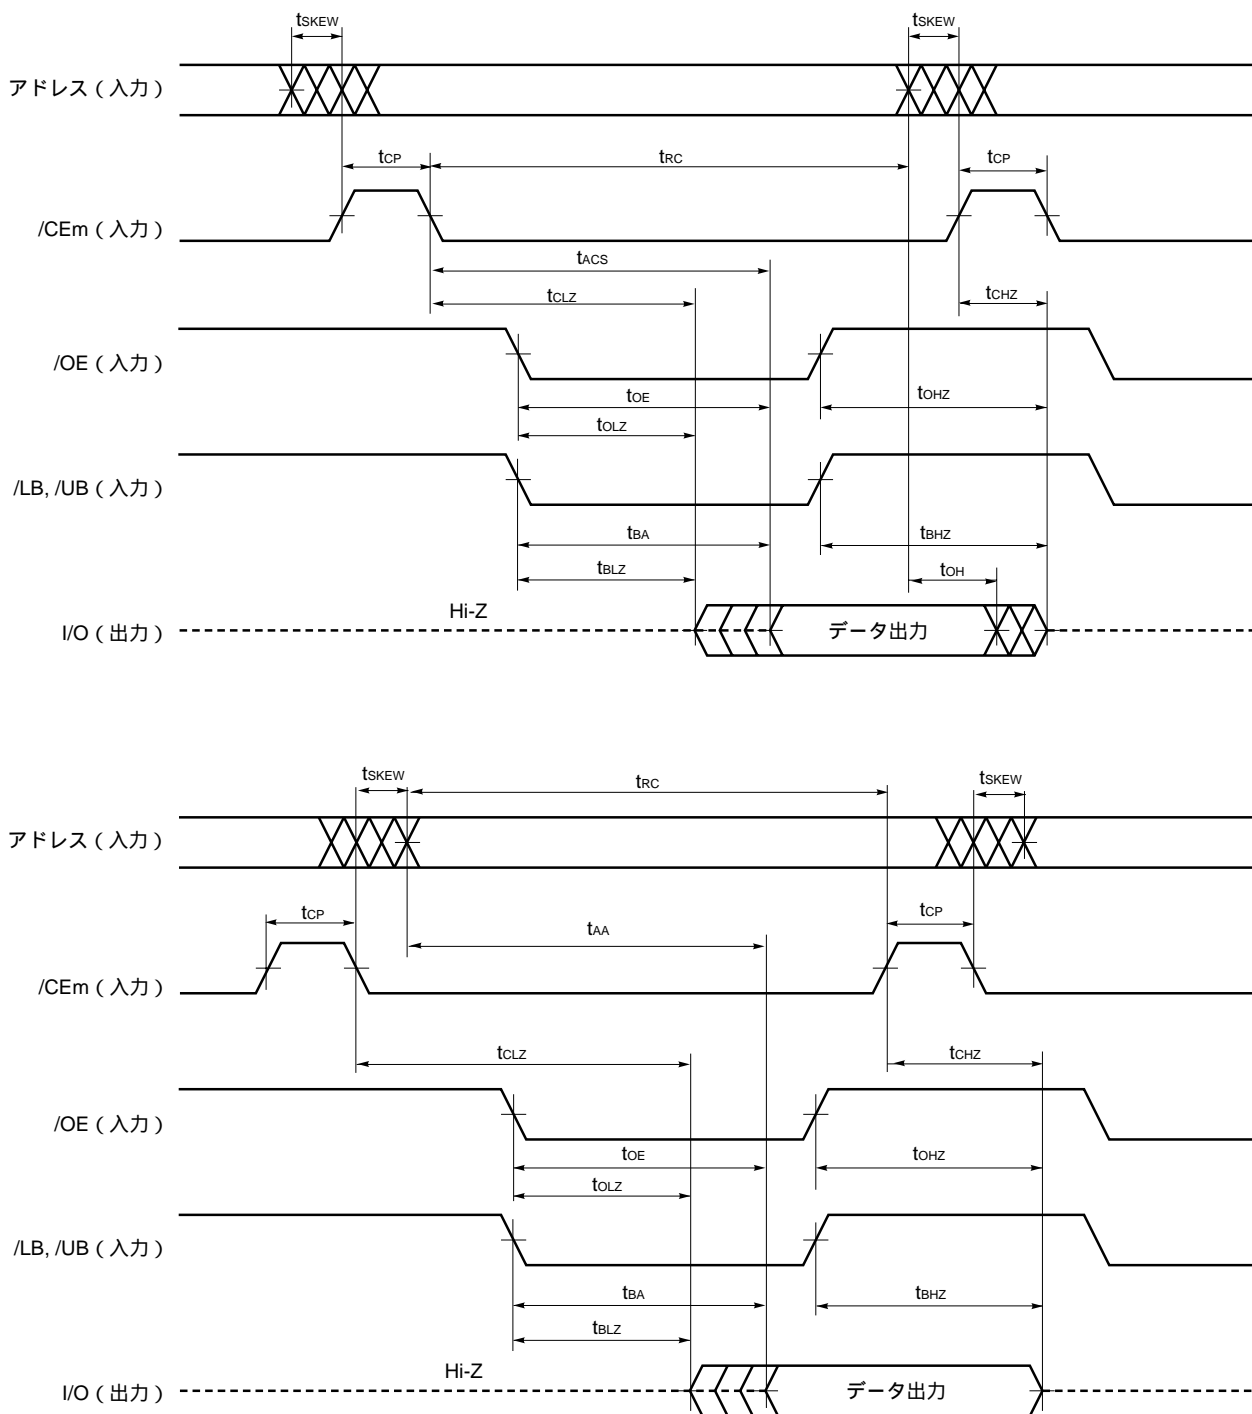 tSKEW tSKEW
アドレス（入力）
tCP tRC tCP
/CEm（入力）
tACS
tCLZ tCHZ
/OE（入力）
tOE tOHZ
tOLZ
/LB, /UB（入力）
tBA tBHZ
tBLZ tOH
Hi-Z
I/O（出力） データ出力
tSKEW tRC tSKEW
アドレス（入力）
tCP tAA tCP
/CEm（入力）
tCLZ tCHZ
/OE（入力）
tOE tOHZ
tOLZ
/LB, /UB（入力）
tBA tBHZ
tBLZ
Hi-Z
I/O（出力） データ出力